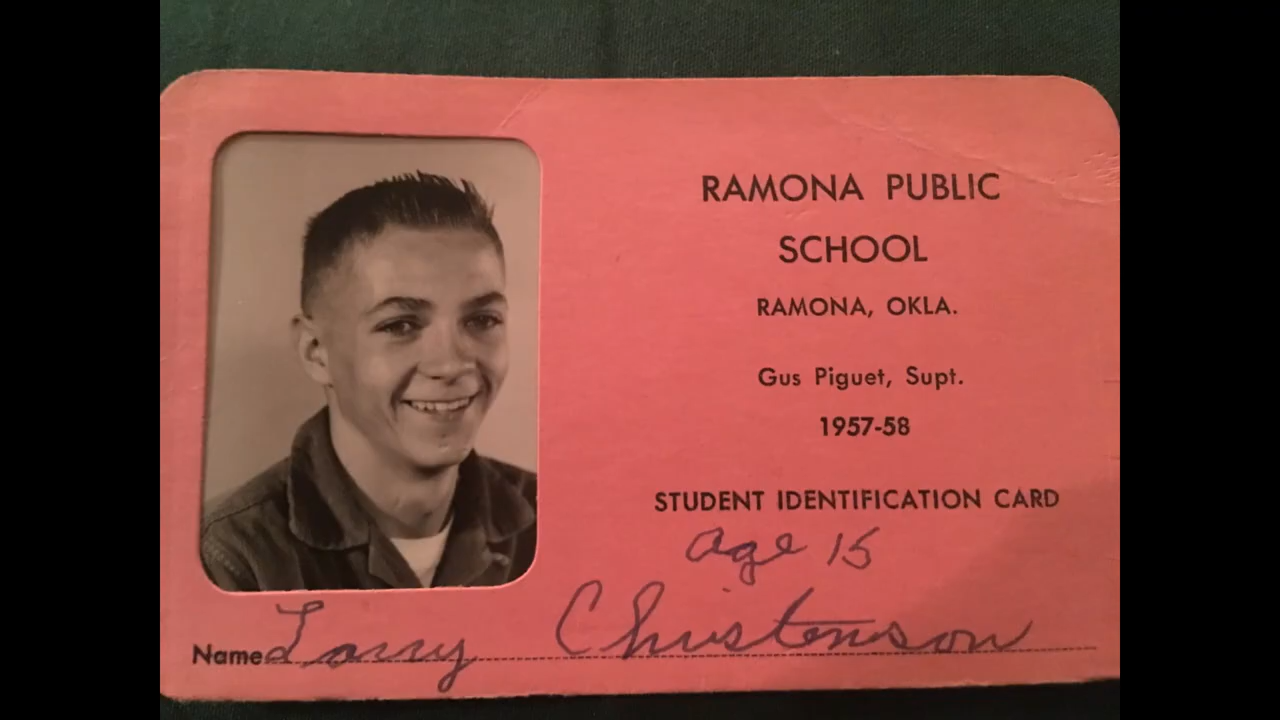 RAMONA PUBLIC
SCHOOL
RAMONA, OKLA.
Gus Piguet, Supt.
1957-58
STUDENT IDENTIFICATION CARD
age 15
Name Larry Christenson